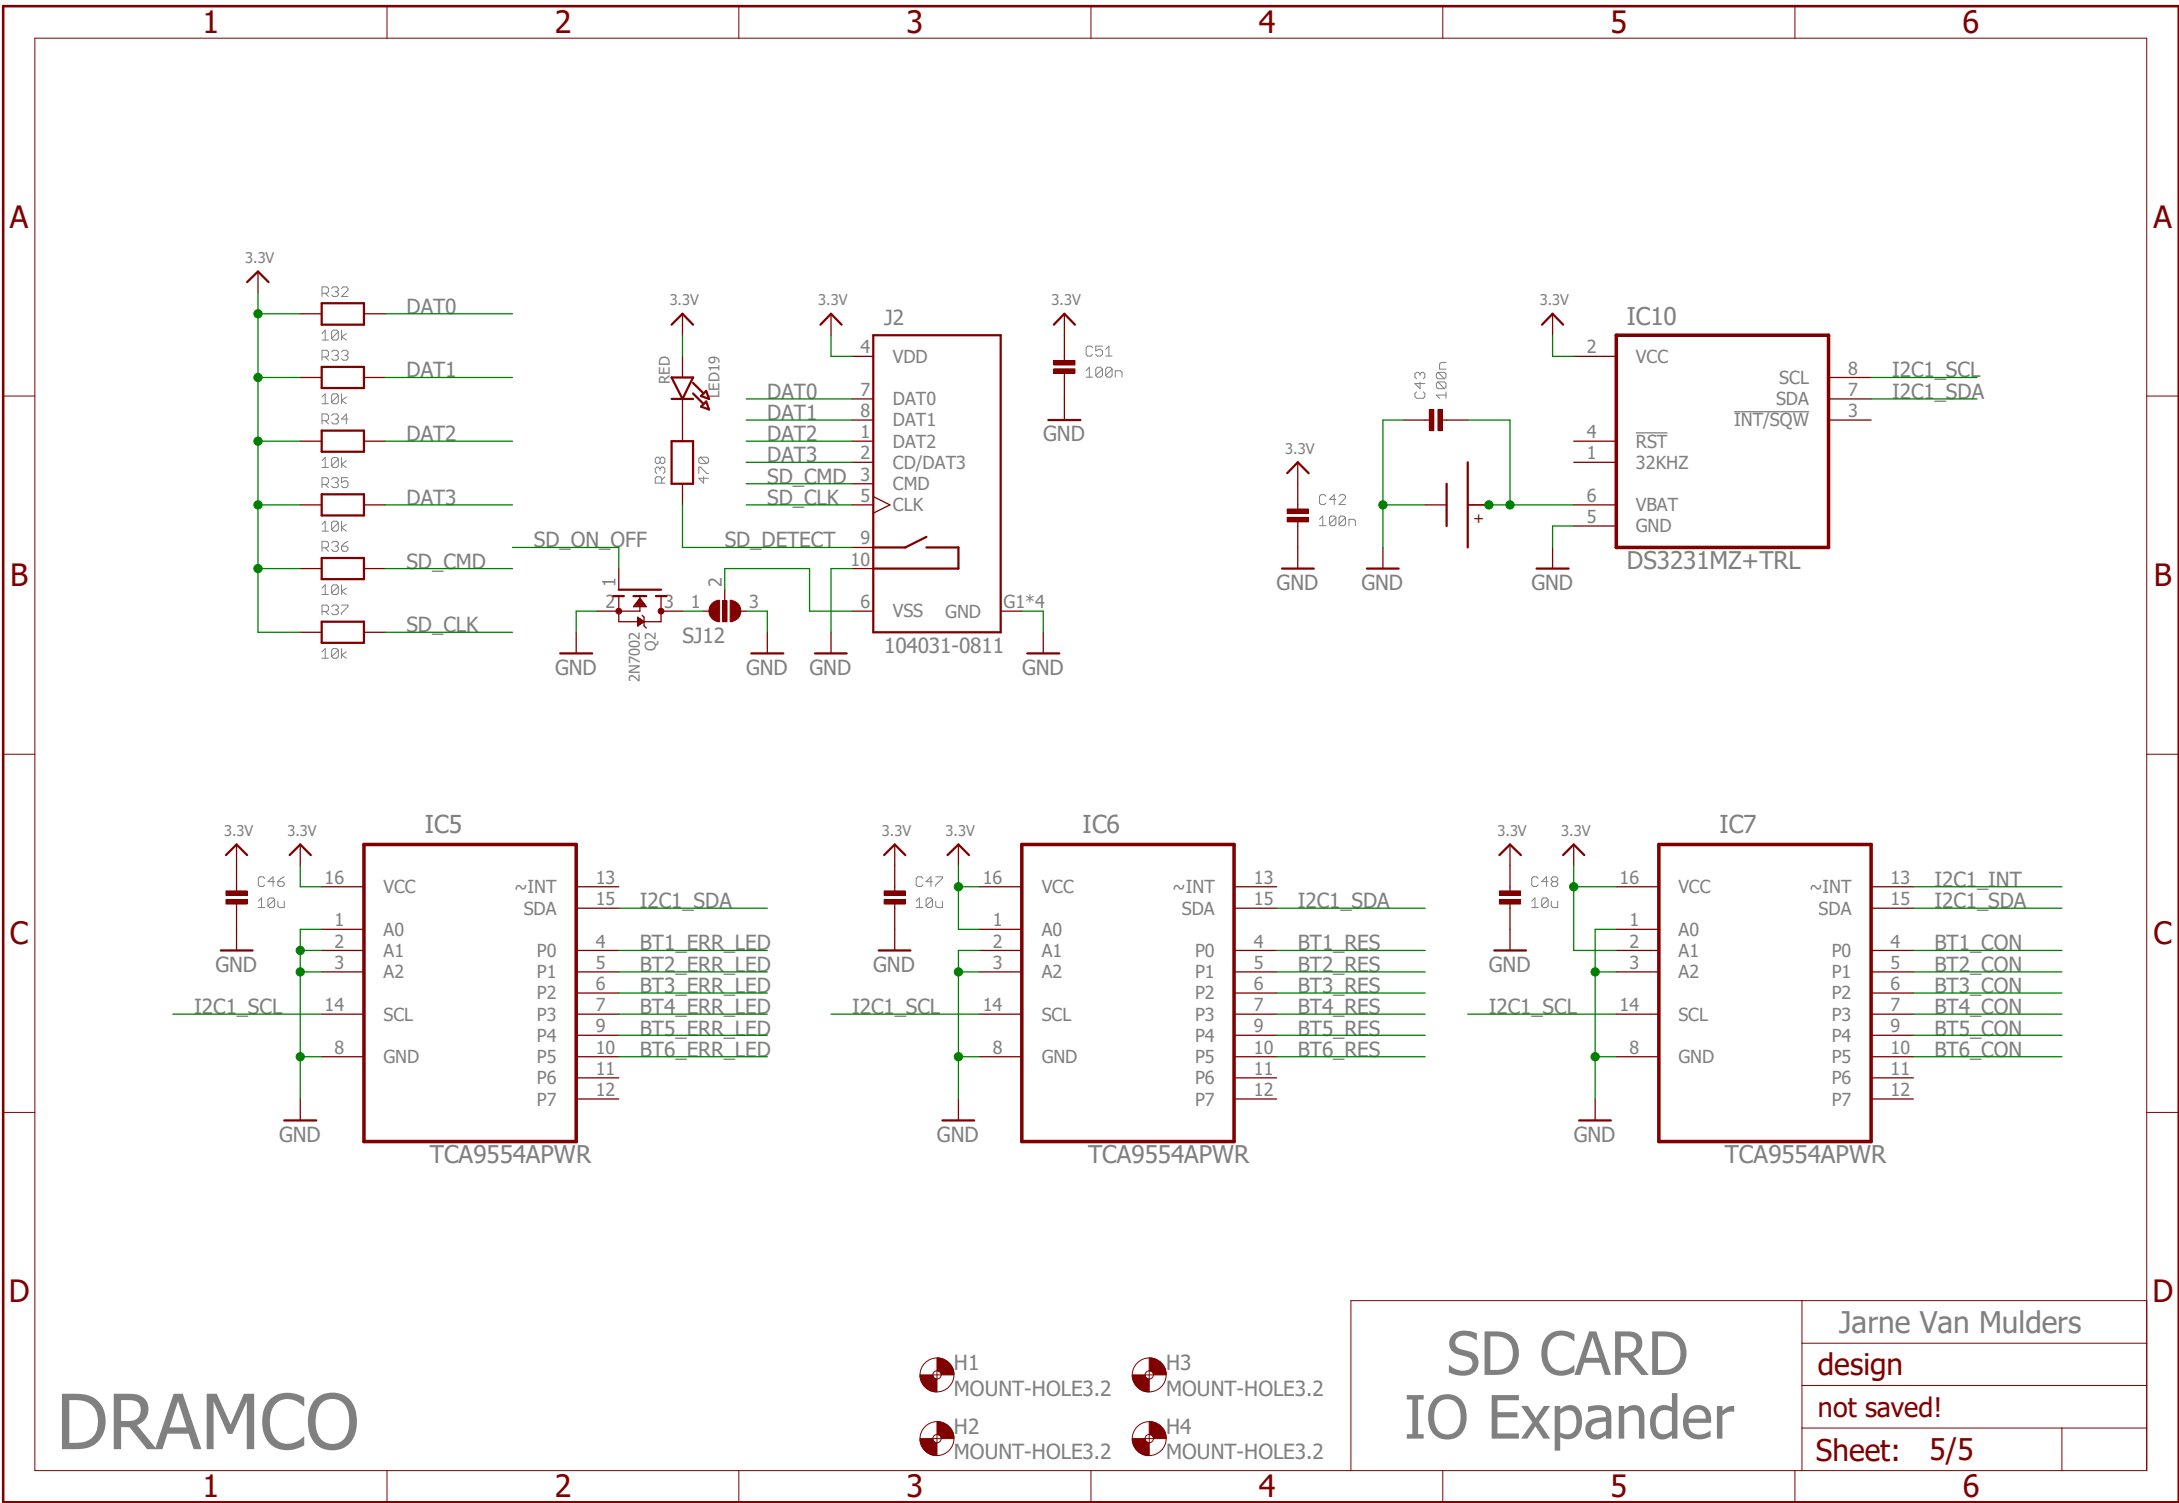 1 2 3 4 5 6
A A
3.3V
R32
10k
DAT0
R33
10k
DAT1
R34
10k
DAT2
R35
10k
DAT3
R36
10k
SD_CMD
R37
10k
SD_CLK
3.3V
RED
LED19
R38
470
SD_ON_OFF
1
2
3
2N7002
Q2
GND
1
2
3
SJ12
GND
GND
3.3V
J2
4 VDD
DAT0 7 DAT0
DAT1 8 DAT1
DAT2 1 DAT2
DAT3 2 CD/DAT3
SD_CMD 3 CMD
SD_CLK 5 CLK
SD_DETECT 9
10
6 VSS GND G1*4
104031-0811
GND
3.3V
C51
100n
GND
3.3V
C42
100n
GND
C43
100n
+
GND
3.3V
IC10
2 VCC
SCL 8 I2C1_SCL
SDA 7 I2C1_SDA
INT/SQW 3
4 RST
1 32KHZ
6 VBAT
5 GND
DS3231MZ+TRL
GND
B B
3.3V 3.3V
C46
10u
GND
IC5
16 VCC ~INT 13
SDA 15 I2C1_SDA
1 A0
2 A1 P0 4 BT1_ERR_LED
3 A2 P1 5 BT2_ERR_LED
P2 6 BT3_ERR_LED
I2C1_SCL 14 SCL P3 7 BT4_ERR_LED
P4 9 BT5_ERR_LED
8 GND P5 10 BT6_ERR_LED
P6 11
P7 12
GND
TCA9554APWR
3.3V 3.3V
C47
10u
GND
IC6
16 VCC ~INT 13
SDA 15 I2C1_SDA
1 A0
2 A1 P0 4 BT1_RES
3 A2 P1 5 BT2_RES
P2 6 BT3_RES
I2C1_SCL 14 SCL P3 7 BT4_RES
P4 9 BT5_RES
8 GND P5 10 BT6_RES
P6 11
P7 12
GND
TCA9554APWR
3.3V 3.3V
C48
10u
GND
IC7
16 VCC ~INT 13 I2C1_INT
SDA 15 I2C1_SDA
1 A0
2 A1 P0 4 BT1_CON
3 A2 P1 5 BT2_CON
P2 6 BT3_CON
I2C1_SCL 14 SCL P3 7 BT4_CON
P4 9 BT5_CON
8 GND P5 10 BT6_CON
P6 11
P7 12
GND
TCA9554APWR
C C
D D
DRAMCO
H1
MOUNT-HOLE3.2
H2
MOUNT-HOLE3.2
H3
MOUNT-HOLE3.2
H4
MOUNT-HOLE3.2
SD CARD
IO Expander
Jarne Van Mulders
design
not saved!
Sheet: 5/5
1 2 3 4 5 6